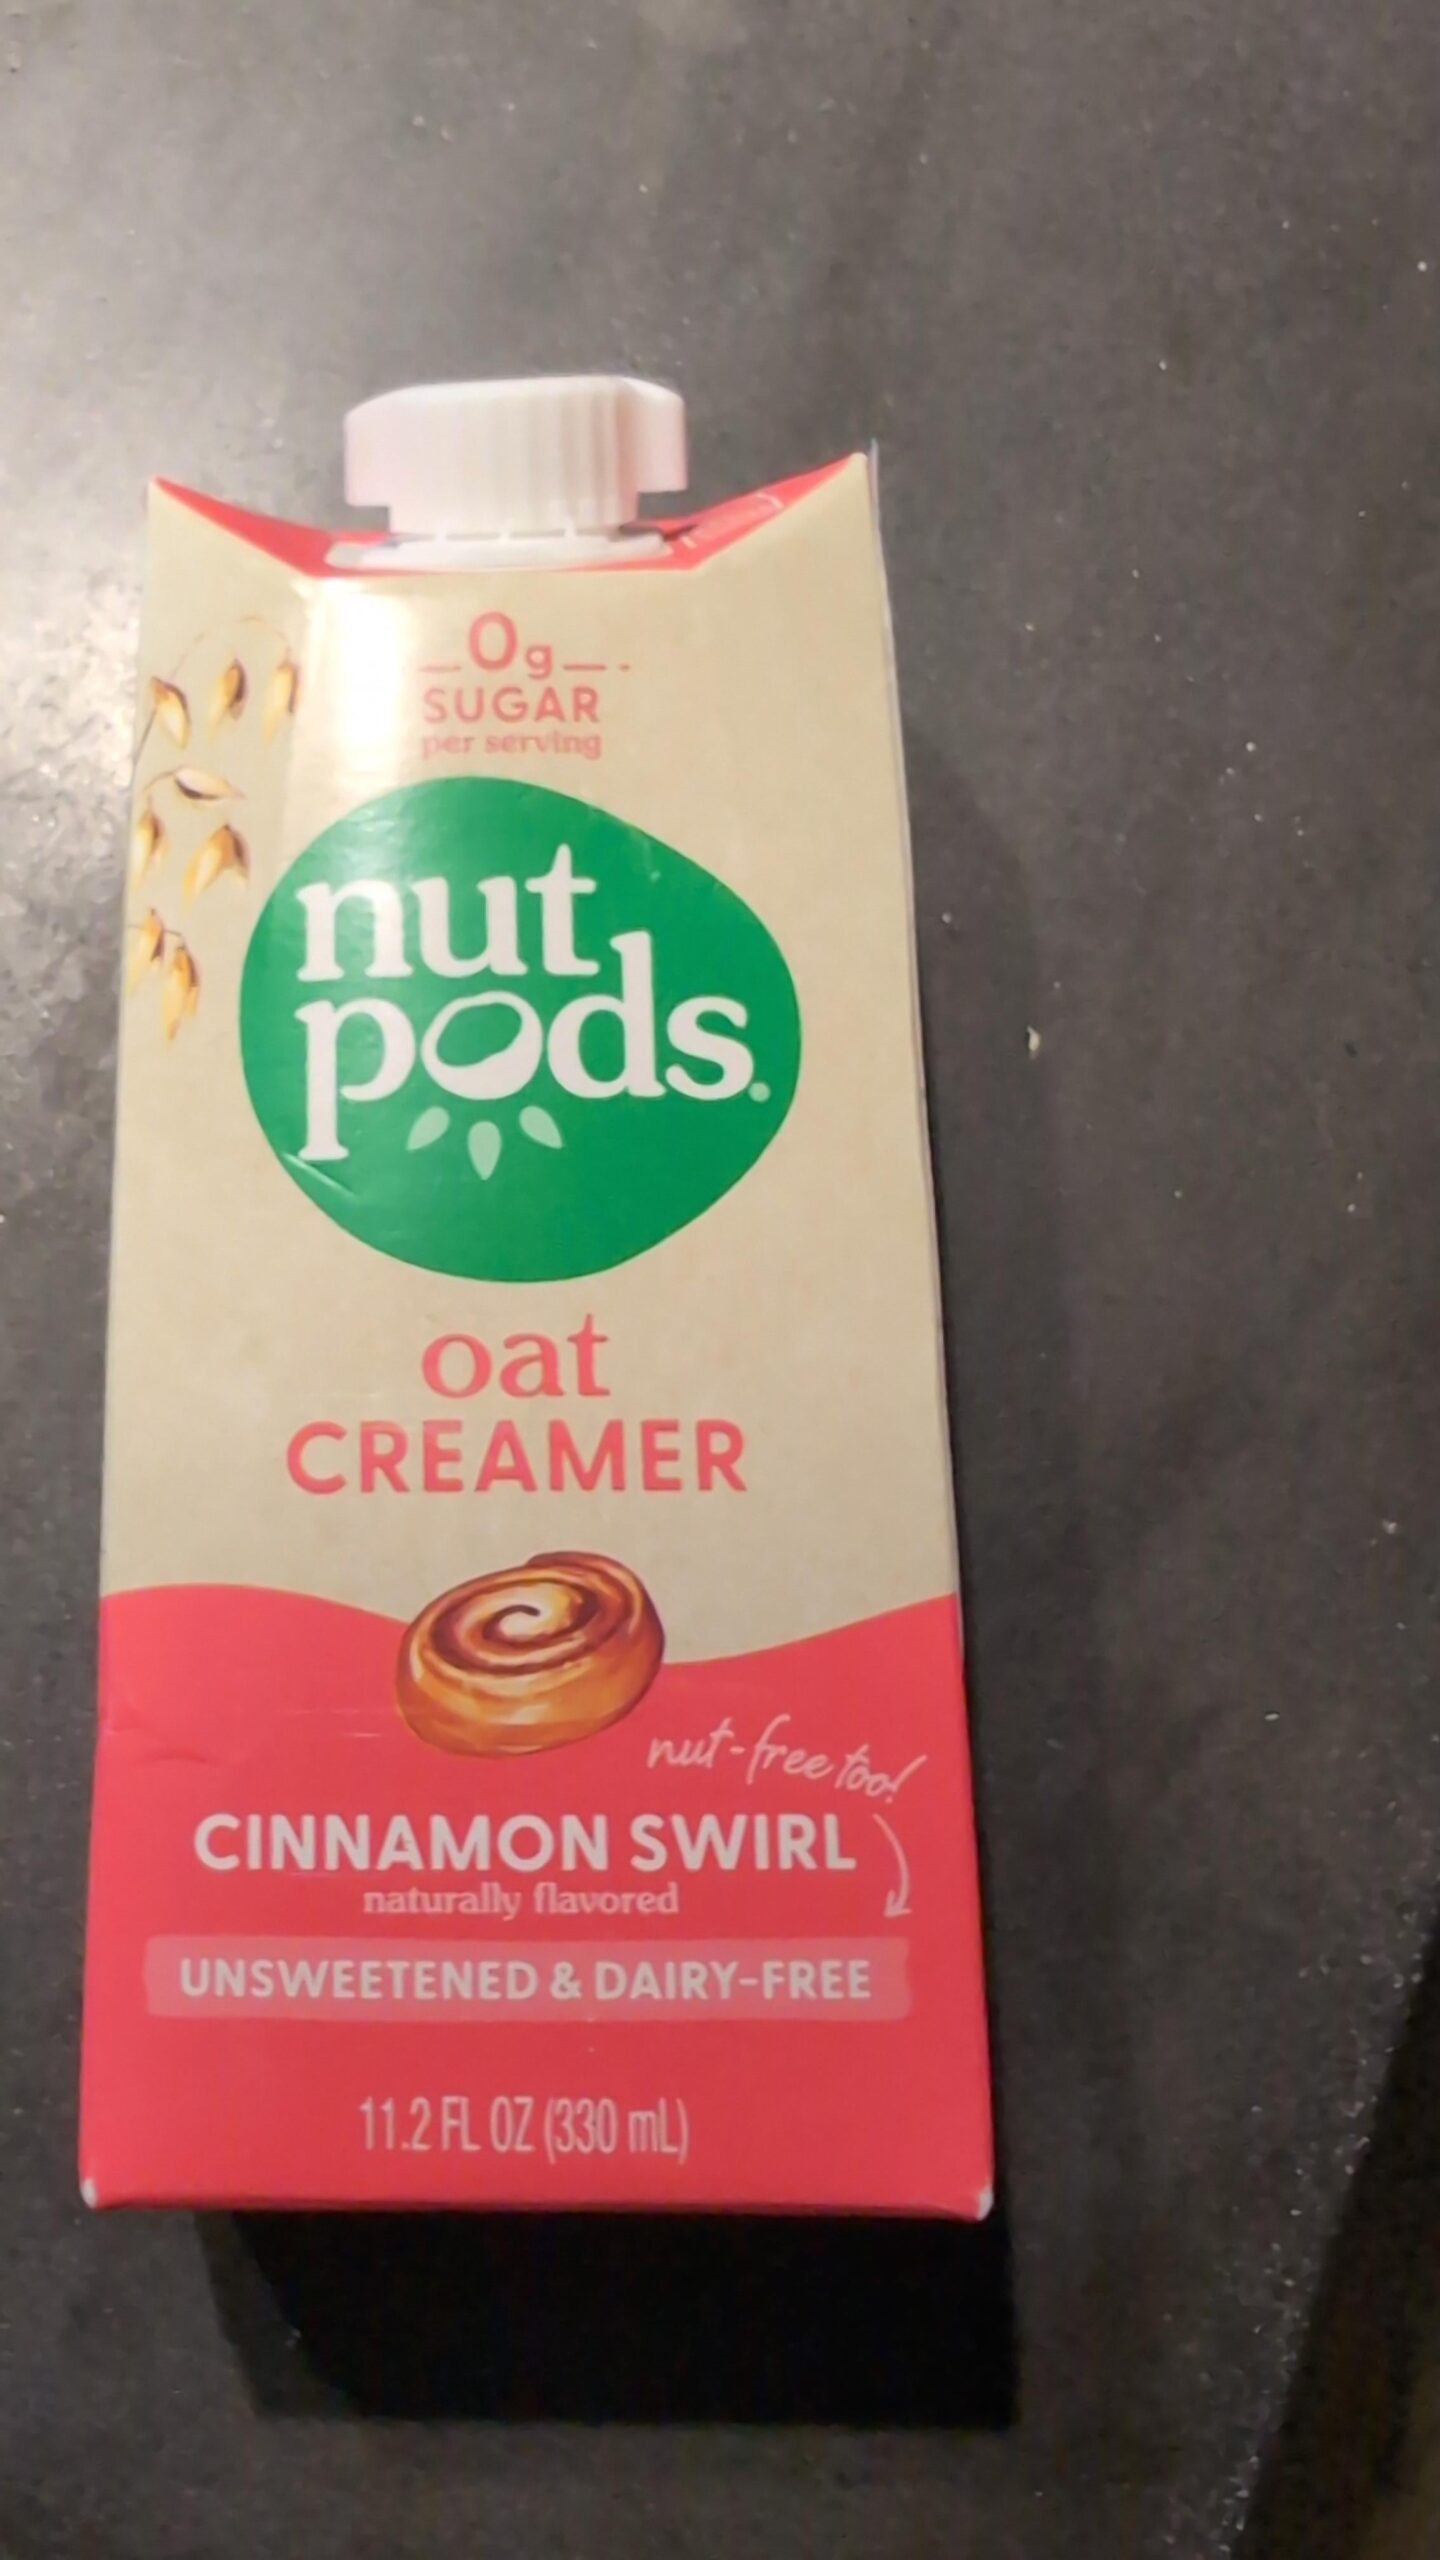 0g
SUGAR
per serving
nut
pods.
oat
CREAMER
nut-free too!
CINNAMON SWIRL
naturally flavored
UNSWEETENED & DAIRY-FREE
11.2 FL OZ (330 mL)